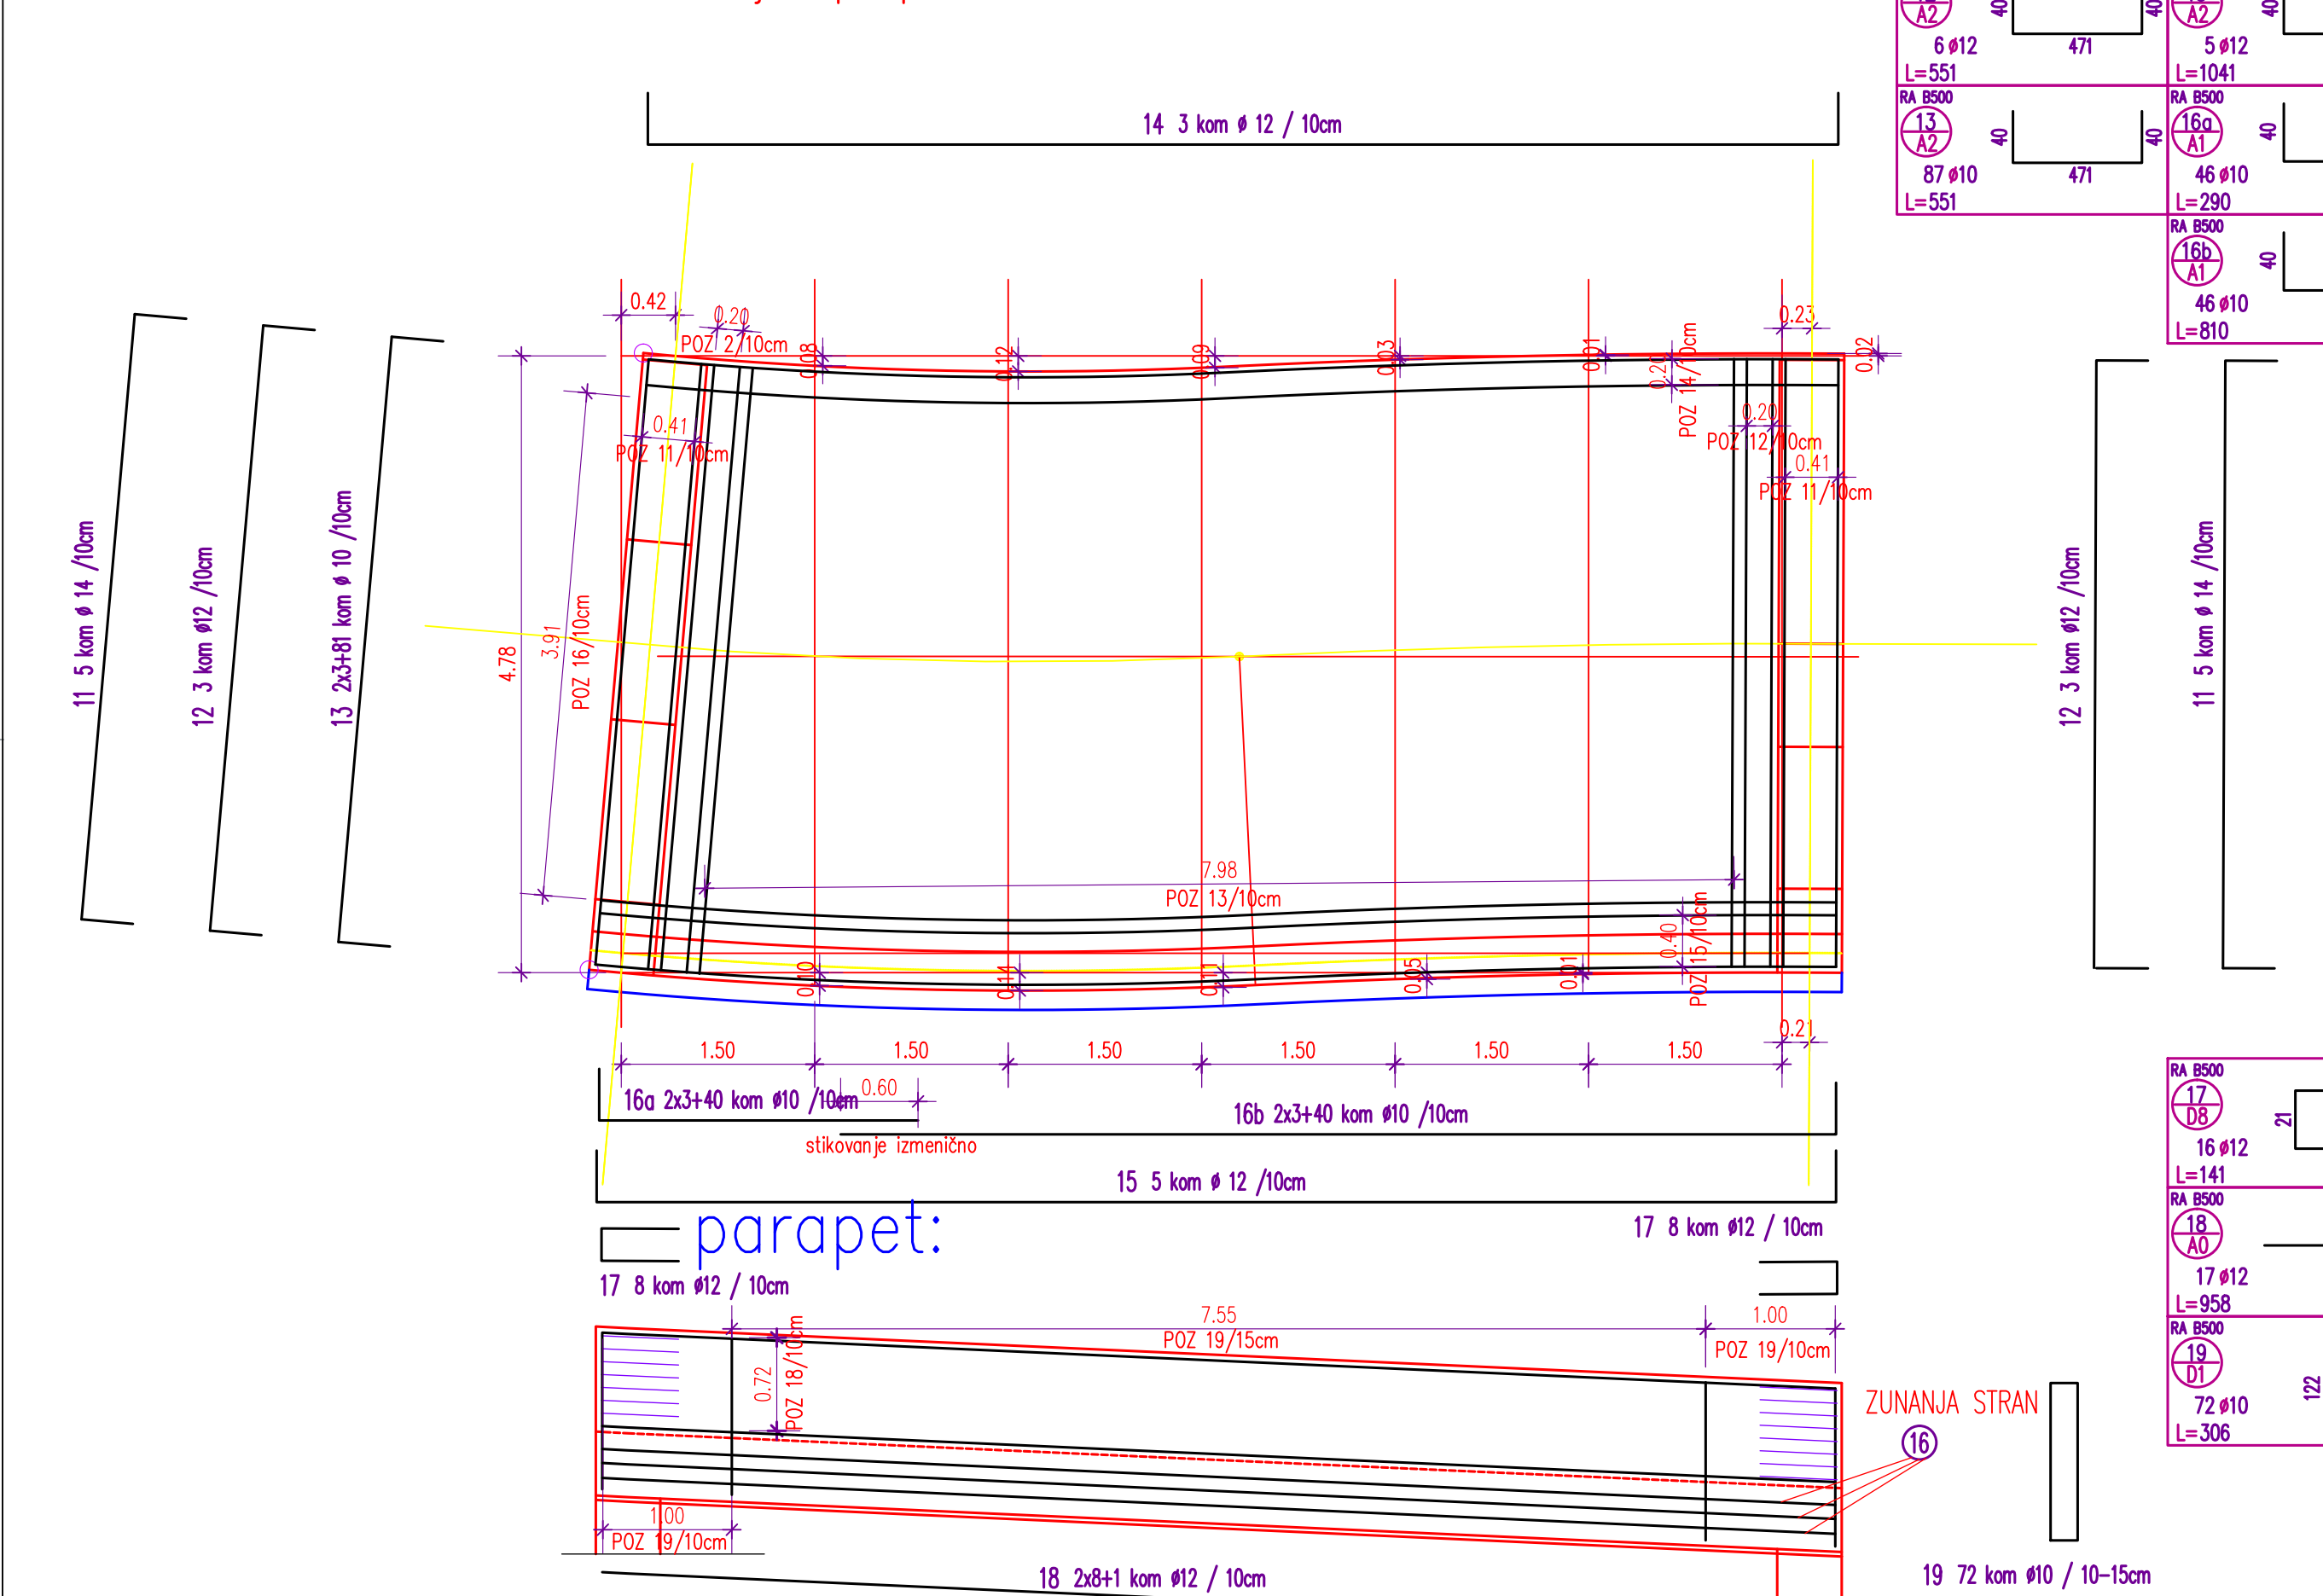 14 3 kom ø 12 / 10cm
A2
40
40
6 ø12
471
L=551
A2
40
5 ø12
L=1041
RA B500
13
A2
40
40
87 ø10
471
L=551
RA B500
16a
A1
40
46 ø10
L=290
RA B500
16b
A1
40
46 ø10
L=810
0.42
0.20
POZ 2/10cm
0.08
0.12
0.09
0.03
0.01
0.20
POZ 14/10cm
0.23
0.02
0.41
POZ 11/10cm
0.20
POZ 12/10cm
0.41
POZ 11/10cm
11 5 kom ø 14 /10cm
12 3 kom ø12 /10cm
13 2x3+81 kom ø 10 /10cm
4.78
3.91
POZ 16/10cm
12 3 kom ø12 /10cm
11 5 kom ø 14 /10cm
7.98
POZ 13/10cm
0.40
POZ 15/10cm
0.10
0.14
0.11
0.05
0.01
0.21
1.50
1.50
1.50
1.50
1.50
1.50
0.60
16a 2x3+40 kom ø10 /10cm
16b 2x3+40 kom ø10 /10cm
stikovanje izmenično
15 5 kom ø 12 /10cm
parapet:
17 8 kom ø12 / 10cm
17 8 kom ø12 / 10cm
RA B500
17
D8
21
16 ø12
L=141
RA B500
18
A0
17 ø12
L=958
RA B500
19
D1
122
72 ø10
L=306
7.55
POZ 19/15cm
1.00
POZ 19/10cm
0.72
POZ 18/10cm
ZUNANJA STRAN
16
1.00
POZ 19/10cm
18 2x8+1 kom ø12 / 10cm
19 72 kom ø10 / 10-15cm